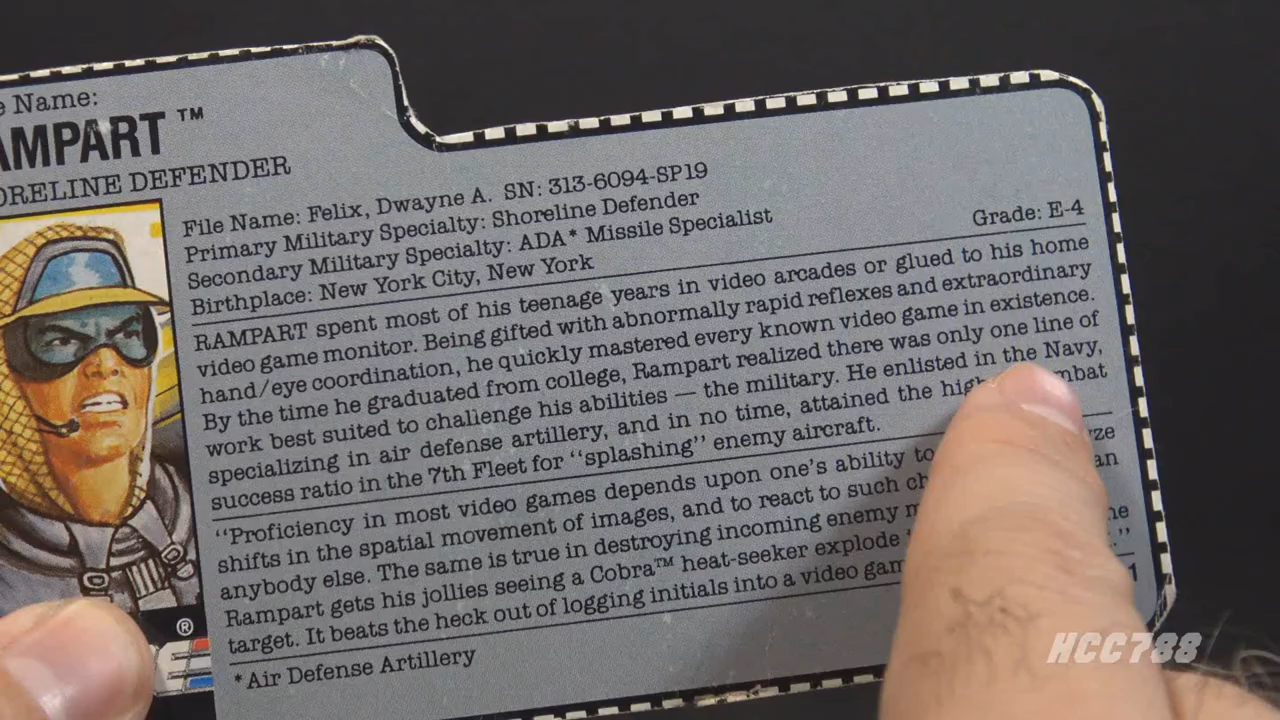 e Name:
AMPART™
ORELINE DEFENDER
File Name: Felix, Dwayne A. SN: 313-6094-SP19
Primary Military Specialty: Shoreline Defender
Secondary Military Specialty: ADA* Missile Specialist
Birthplace: New York City, New York
Grade: E-4
RAMPART spent most of his teenage years in video arcades or glued to his home
video game monitor. Being gifted with abnormally rapid reflexes and extraordinary
hand/eye coordination, he quickly mastered every known video game in existence.
By the time he graduated from college, Rampart realized there was only one line of
work best suited to challenge his abilities — the military. He enlisted in the Navy,
specializing in air defense artillery, and in no time, attained the
success ratio in the 7th Fleet for "splashing" enemy aircraft.
"Proficiency in most video games depends upon one's ability to
shifts in the spatial movement of images, and to react to such
anybody else. The same is true in destroying incoming enemy
Rampart gets his jollies seeing a Cobra™ heat-seeker explode
target. It beats the heck out of logging initials into a video
*Air Defense Artillery
®
HCC788